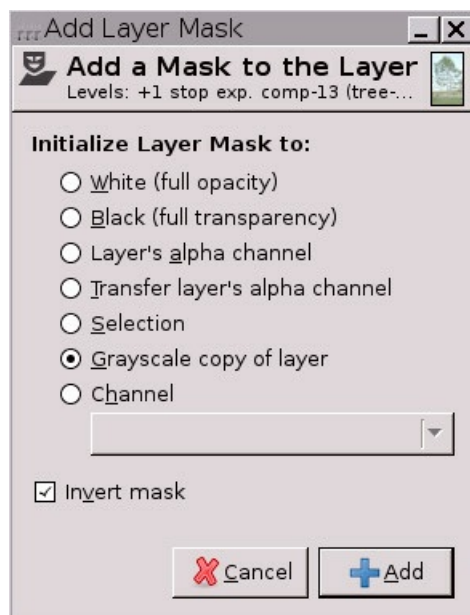 Add Layer Mask
Add a Mask to the Layer
Levels: +1 stop exp. comp-13 (tree-...
Initialize Layer Mask to:
White (full opacity)
Black (full transparency)
Layer's alpha channel
Transfer layer's alpha channel
Selection
Grayscale copy of layer
Channel
Invert mask
Cancel
Add